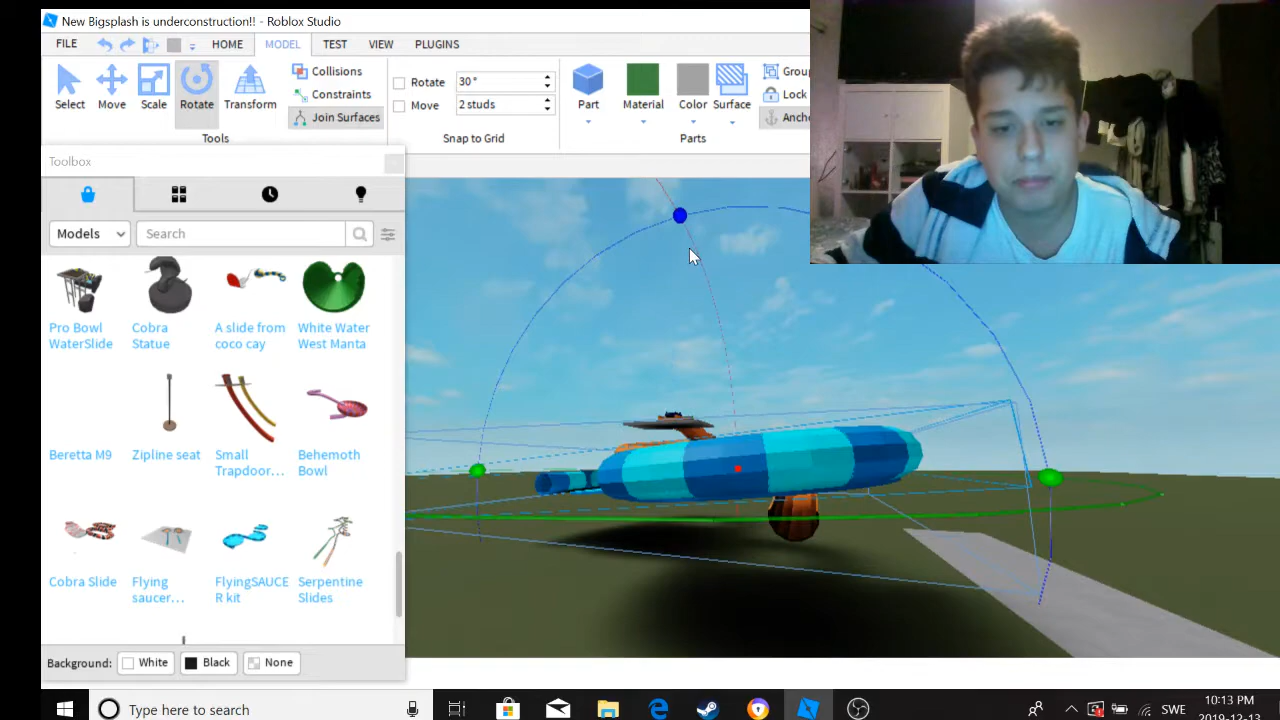 New Bigsplash is underconstruction!! - Roblox Studio
FILE HOME MODEL TEST VIEW PLUGINS
Select Move Scale Rotate Transform
Collisions
Constraints
Join Surfaces
Tools
Rotate 30°
Move 2 studs
Snap to Grid
Part Material Color Surface
Lock
Parts
Toolbox
Models Search
Pro Bowl WaterSlide
Cobra Statue
A slide from coco cay
White Water West Manta
Beretta M9
Zipline seat
Small Trapdoor...
Behemoth Bowl
Cobra Slide
Flying saucer...
FlyingSAUCER kit
Serpentine Slides
Background: White Black None
Type here to search
SWE
10:13 PM
2019-12-13